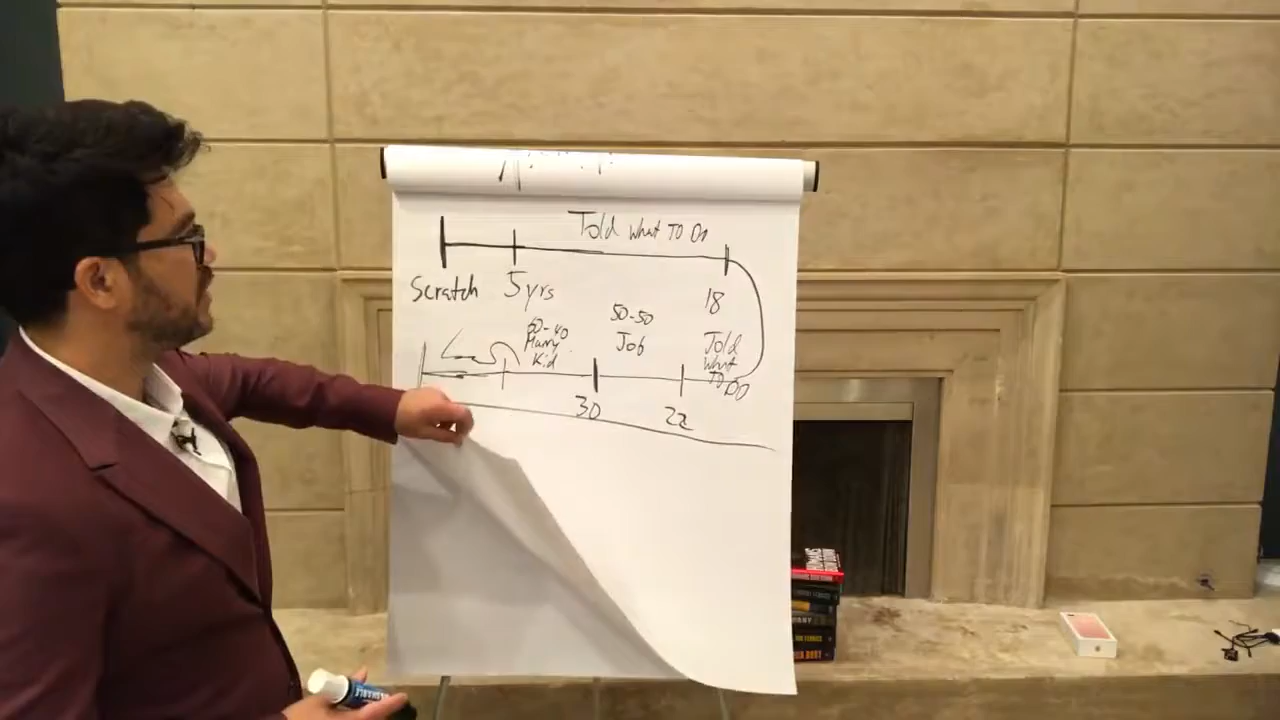 Told what TO DO
Scratch 5yrs 18
60-40
Marry
Kid
50-50
Job
Told
what
TO DO
30 22